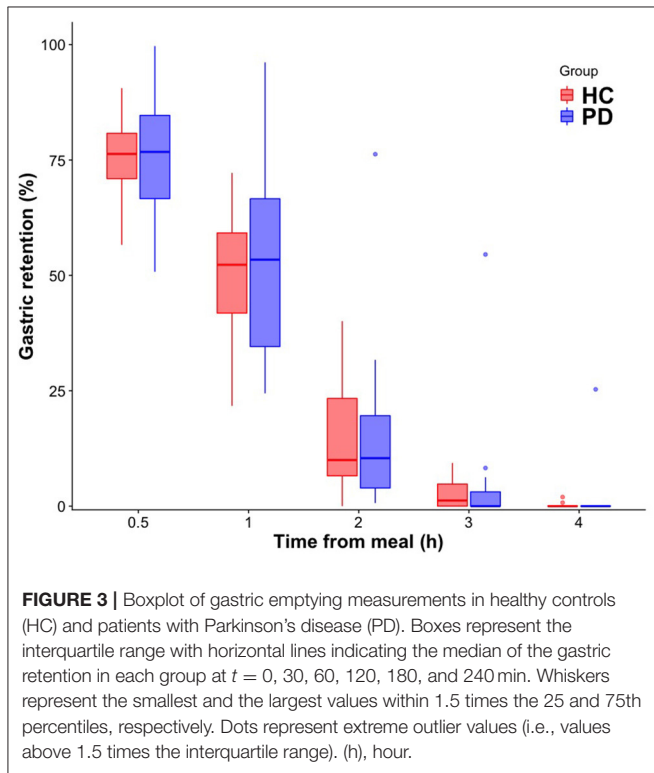 100
75
50
25
0
Gastric retention (%)
Group
HC
PD
0.5 1 2 3 4
Time from meal (h)
FIGURE 3 | Boxplot of gastric emptying measurements in healthy controls
(HC) and patients with Parkinson's disease (PD). Boxes represent the
interquartile range with horizontal lines indicating the median of the gastric
retention in each group at t = 0, 30, 60, 120, 180, and 240 min. Whiskers
represent the smallest and the largest values within 1.5 times the 25 and 75th
percentiles, respectively. Dots represent extreme outlier values (i.e., values
above 1.5 times the interquartile range). (h), hour.